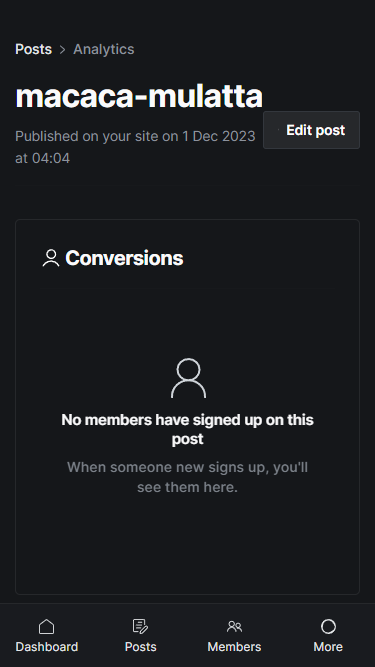 Posts > Analytics
macaca-mulatta
Published on your site on 1 Dec 2023
at 04:04
Edit post
Conversions
No members have signed up on this
post
When someone new signs up, you'll
see them here.
Dashboard Posts Members More